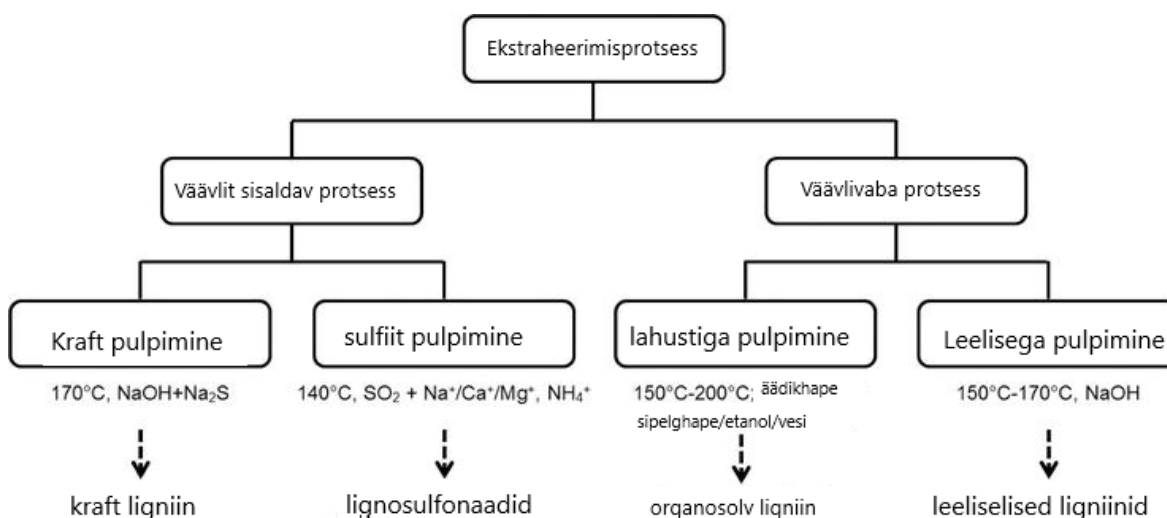 Ekstraheerimisprotsess
Väävlit sisaldav protsess
Väävlivaba protsess
Kraft pulpimine
sulfiit pulpimine
lahustiga pulpimine
Leelisega pulpimine
170°C, NaOH+Na₂S
140°C, SO₂ + Na⁺/Ca⁺/Mg⁺, NH₄⁺
150°C-200°C; äädikhape
sipelghape/etanol/vesi
150°C-170°C, NaOH
kraft ligniin
lignosulfonaadid
organosolv ligniin
leeliselised ligniinid